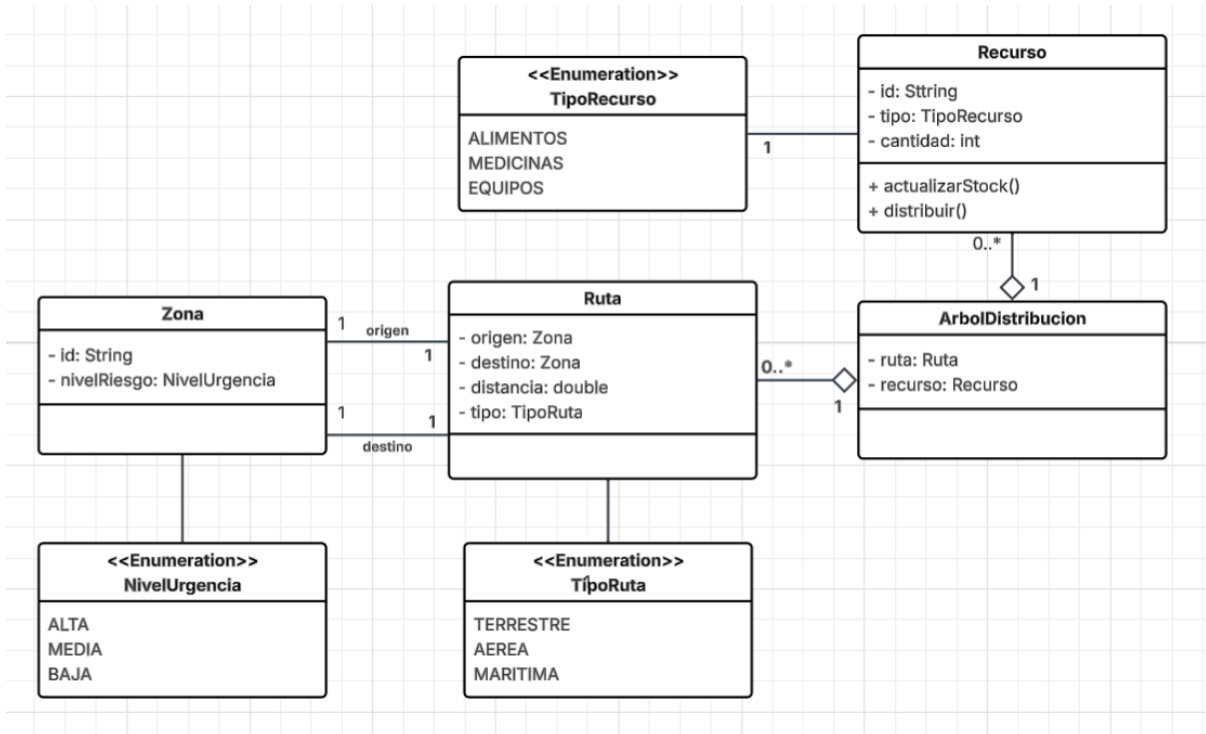 <<Enumeration>>
TipoRecurso
ALIMENTOS
MEDICINAS
EQUIPOS
1
Recurso
- id: Sttring
- tipo: TipoRecurso
- cantidad: int
+ actualizarStock()
+ distribuir()
0..*
1
Zona
- id: String
- nivelRiesgo: NivelUrgencia
1
origen
1
1
destino
1
Ruta
- origen: Zona
- destino: Zona
- distancia: double
- tipo: TipoRuta
0..*
1
ArbolDistribucion
- ruta: Ruta
- recurso: Recurso
<<Enumeration>>
NivelUrgencia
ALTA
MEDIA
BAJA
<<Enumeration>>
TipoRuta
TERRESTRE
AEREA
MARITIMA